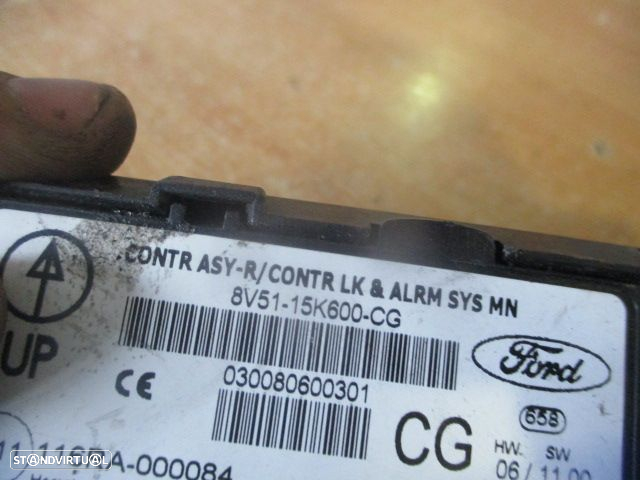 CONTR ASY-R/CONTR LK & ALRM SYS MN
8V51-15K600-CG
UP
Ford
CE
030080600301
CG
658
HW. SW
06 / 11.00
-000084
STANDVIRTUAL